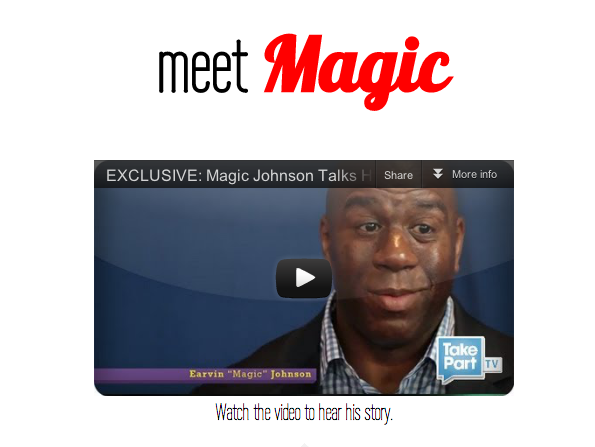 meet Magic
EXCLUSIVE: Magic Johnson Talks H
Share
More info
Take
Part
TV
Earvin "Magic" Johnson
Watch the video to hear his story.